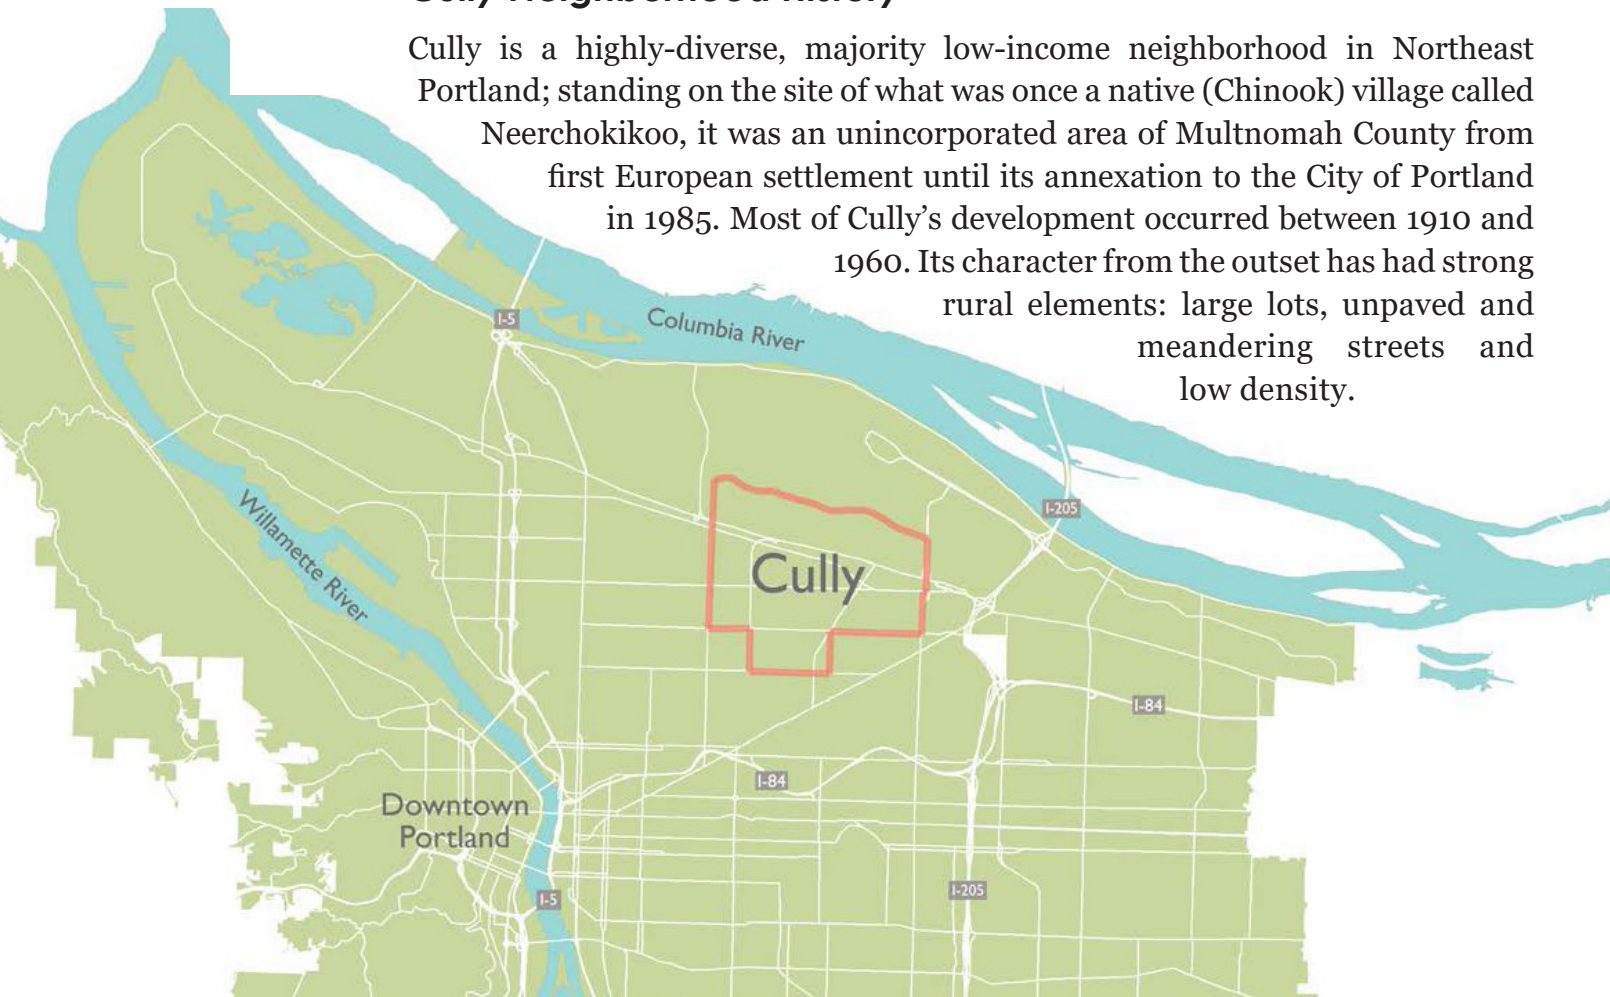 Cully Neighborhood History
Cully is a highly-diverse, majority low-income neighborhood in Northeast
Portland; standing on the site of what was once a native (Chinook) village called
Neerchokikoo, it was an unincorporated area of Multnomah County from
first European settlement until its annexation to the City of Portland
in 1985. Most of Cully’s development occurred between 1910 and
1960. Its character from the outset has had strong
rural elements: large lots, unpaved and
meandering streets and
low density.
I-5
Columbia River
I-205
Willamette River
Cully
I-84
I-84
Downtown
Portland
I-205
I-5